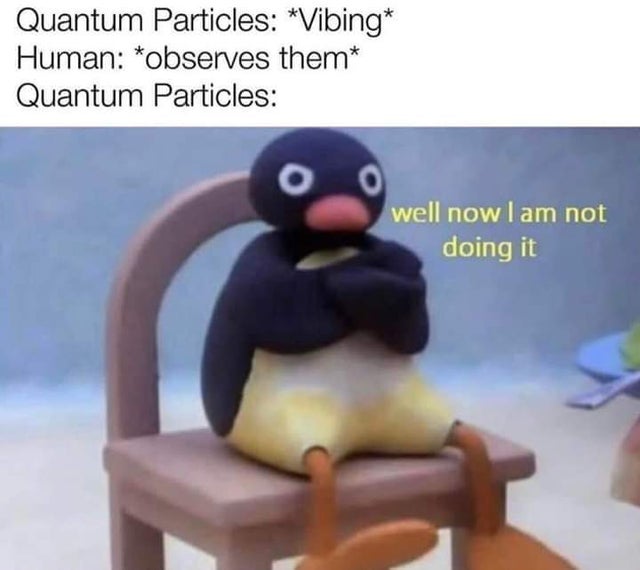 Quantum Particles: *Vibing*
Human: *observes them*
Quantum Particles:
well now I am not
doing it